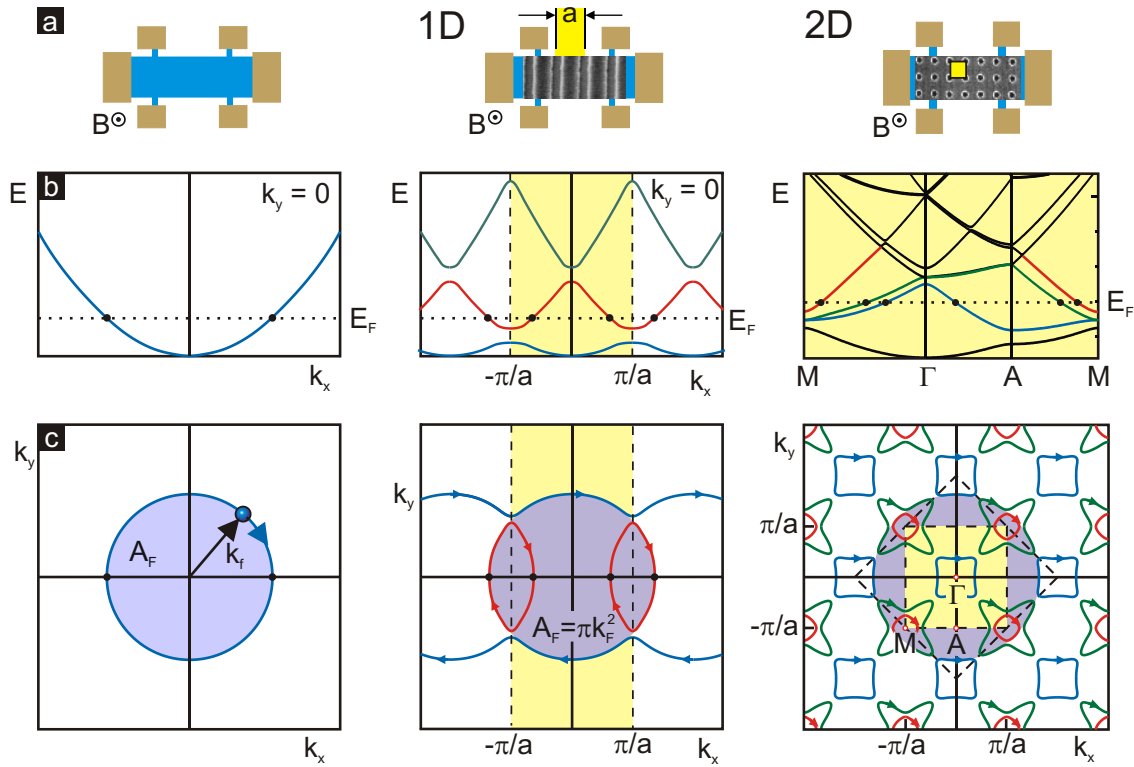 a
1D
a
2D
B⊙
B⊙
B⊙
b
E
k_y = 0
E_F
k_x
E
k_y = 0
E_F
-π/a
π/a
k_x
E
E_F
M
Γ
A
M
c
k_y
A_F
k_f
k_x
k_y
A_F=πk_F^2
-π/a
π/a
k_x
k_y
π/a
-π/a
Γ
M
A
-π/a
π/a
k_x